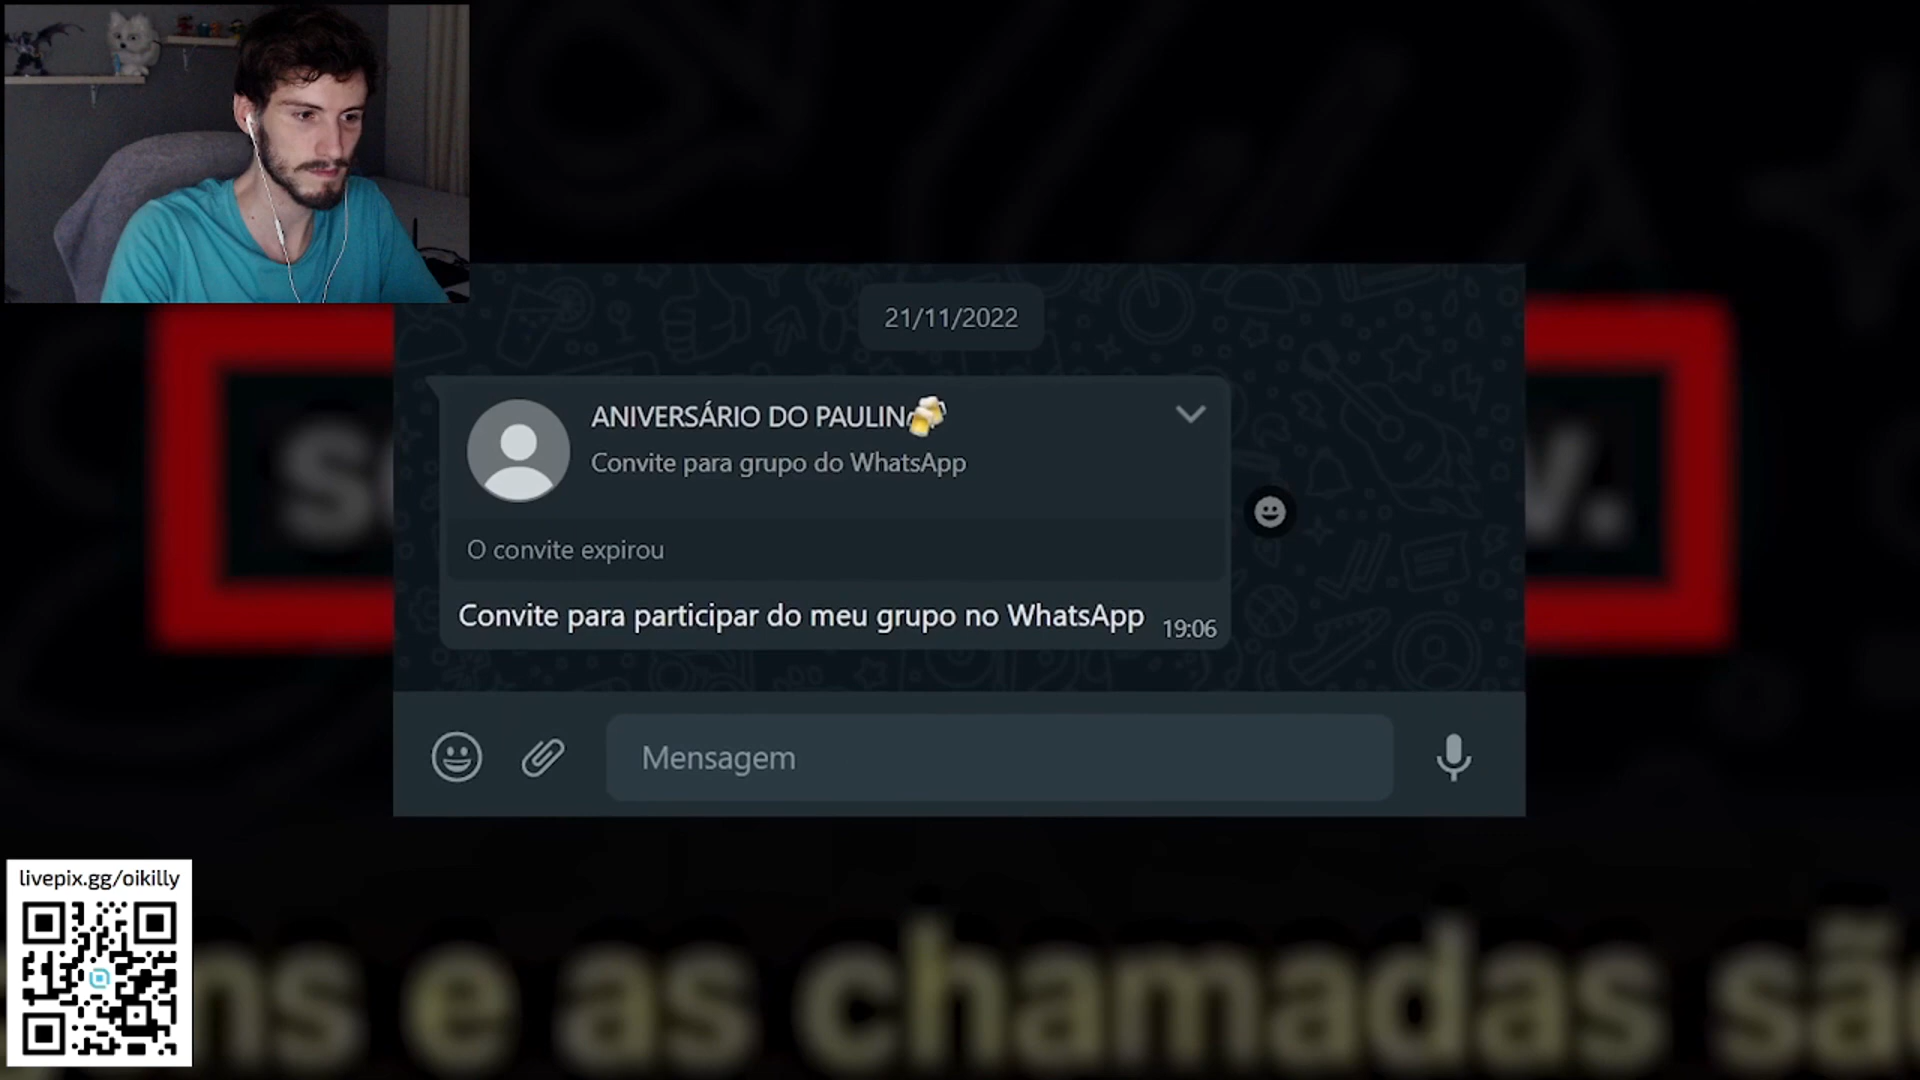 21/11/2022
ANIVERSÁRIO DO PAULIN🍻
Convite para grupo do WhatsApp
O convite expirou
Convite para participar do meu grupo no WhatsApp
19:06
Mensagem
livepix.gg/oikilly
ns e as chamadas são